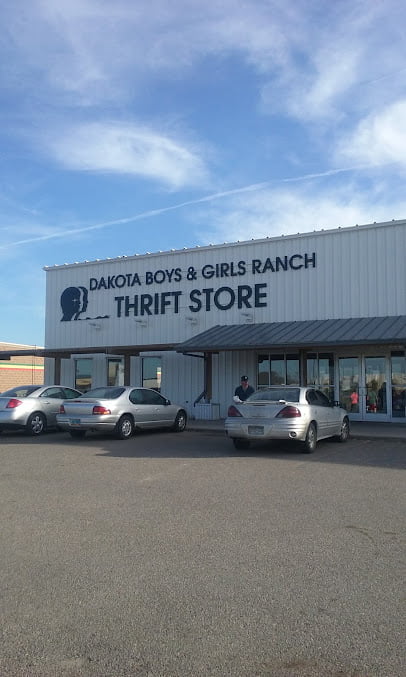 DAKOTA BOYS & GIRLS RANCH
THRIFT STORE